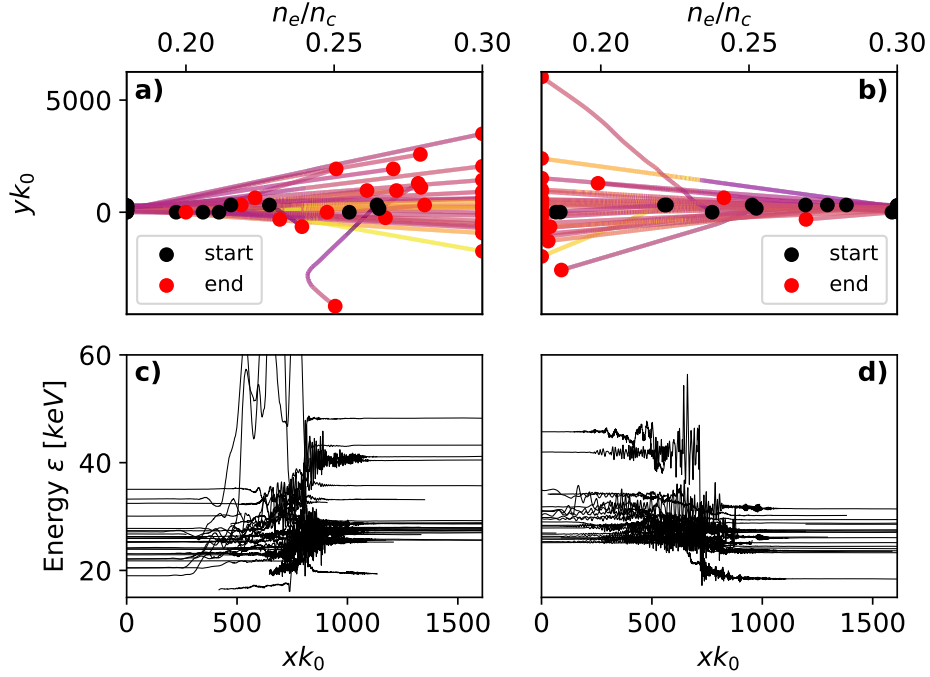 n_e/n_c n_e/n_c
0.20 0.25 0.30 0.20 0.25 0.30
a) b)
5000
yk_0
0
start start
end end
c) d)
60
Energy ε [keV]
40
20
0 500 1000 1500 0 500 1000 1500
xk_0 xk_0